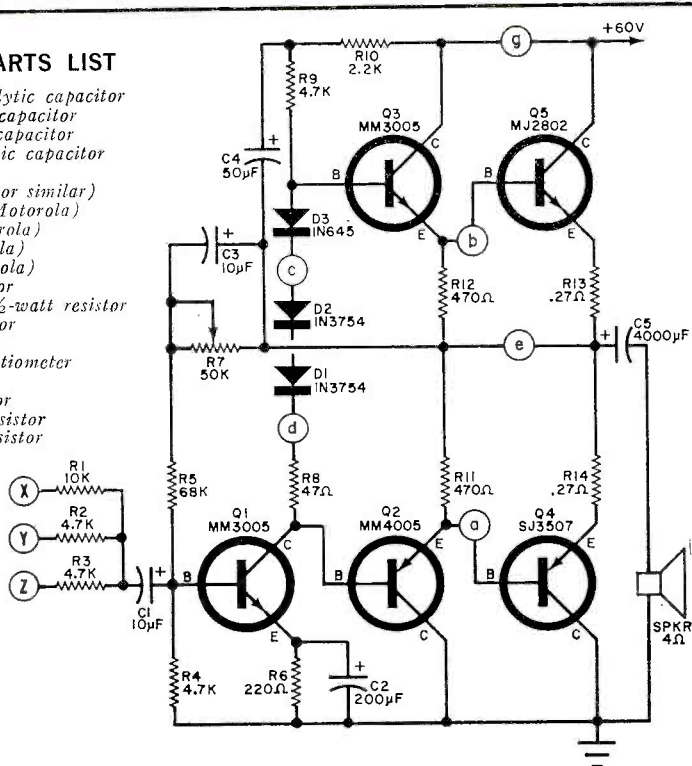 ARTS LIST
lytic capacitor
capacitor
capacitor
ic capacitor
or similar)
Motorola)
rola)
la)
ola)
or
½-watt resistor
or
tiometer
or
sistor
sistor
+60V
g
R10
2.2K
R9
4.7K
Q3
MM3005
Q5
MJ2802
C
C
C4
50µF
+
B
B
D3
IN645
E
E
b
+
C3
10µF
c
R12
470Ω
R13
.27Ω
D2
IN3754
R7
50K
e
+
C5
4000µF
D1
IN3754
d
R5
68K
R8
47Ω
R11
470Ω
R14
.27Ω
X
R1
10K
Q1
MM3005
Q2
MM4005
Q4
SJ3507
Y
R2
4.7K
C
E
a
E
Z
R3
4.7K
+
B
B
B
C1
10µF
E
C
C
SPKR
4Ω
R4
4.7K
R6
220Ω
+
C2
200µF